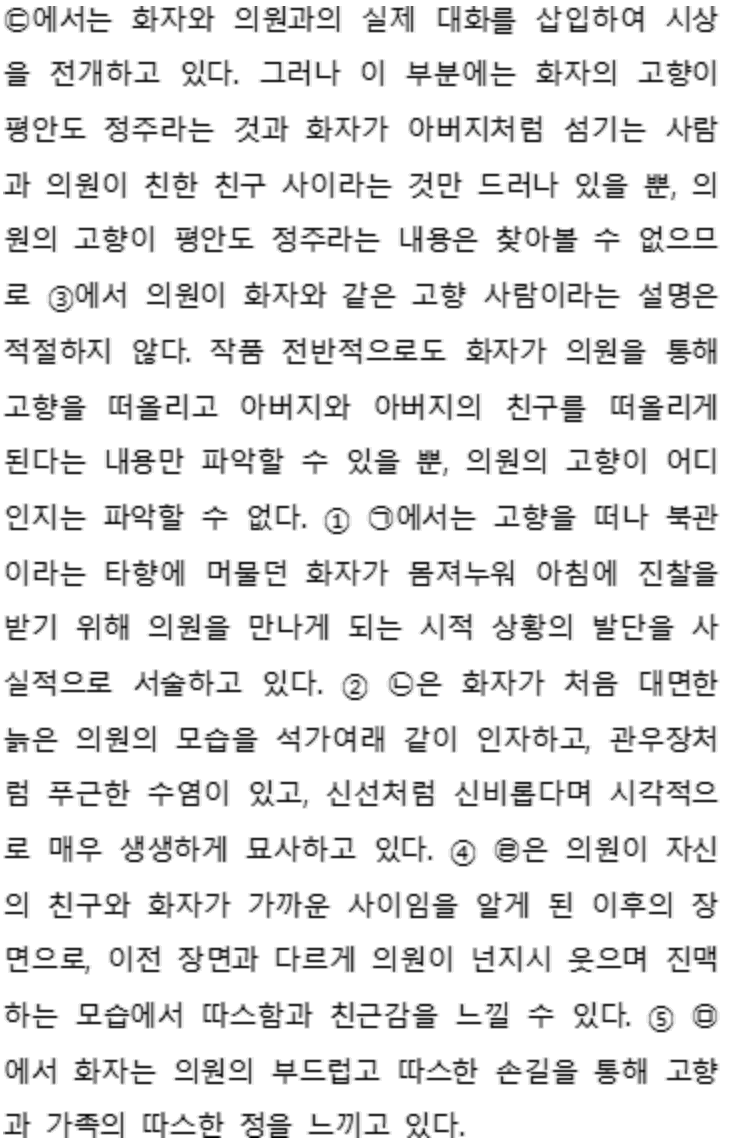 ㉢에서는 화자와 의원과의 실제 대화를 삽입하여 시상
을 전개하고 있다. 그러나 이 부분에는 화자의 고향이
평안도 정주라는 것과 화자가 아버지처럼 섬기는 사람
과 의원이 친한 친구 사이라는 것만 드러나 있을 뿐, 의
원의 고향이 평안도 정주라는 내용은 찾아볼 수 없으므
로 ③에서 의원이 화자와 같은 고향 사람이라는 설명은
적절하지 않다. 작품 전반적으로도 화자가 의원을 통해
고향을 떠올리고 아버지와 아버지의 친구를 떠올리게
된다는 내용만 파악할 수 있을 뿐, 의원의 고향이 어디
인지는 파악할 수 없다. ① ㉠에서는 고향을 떠나 북관
이라는 타향에 머물던 화자가 몸져누워 아침에 진찰을
받기 위해 의원을 만나게 되는 시적 상황의 발단을 사
실적으로 서술하고 있다. ② ㉡은 화자가 처음 대면한
늙은 의원의 모습을 석가여래 같이 인자하고, 관우장처
럼 푸근한 수염이 있고, 신선처럼 신비롭다며 시각적으
로 매우 생생하게 묘사하고 있다. ④ ㉣은 의원이 자신
의 친구와 화자가 가까운 사이임을 알게 된 이후의 장
면으로, 이전 장면과 다르게 의원이 넌지시 웃으며 진맥
하는 모습에서 따스함과 친근감을 느낄 수 있다. ⑤ ㉤
에서 화자는 의원의 부드럽고 따스한 손길을 통해 고향
과 가족의 따스한 정을 느끼고 있다.